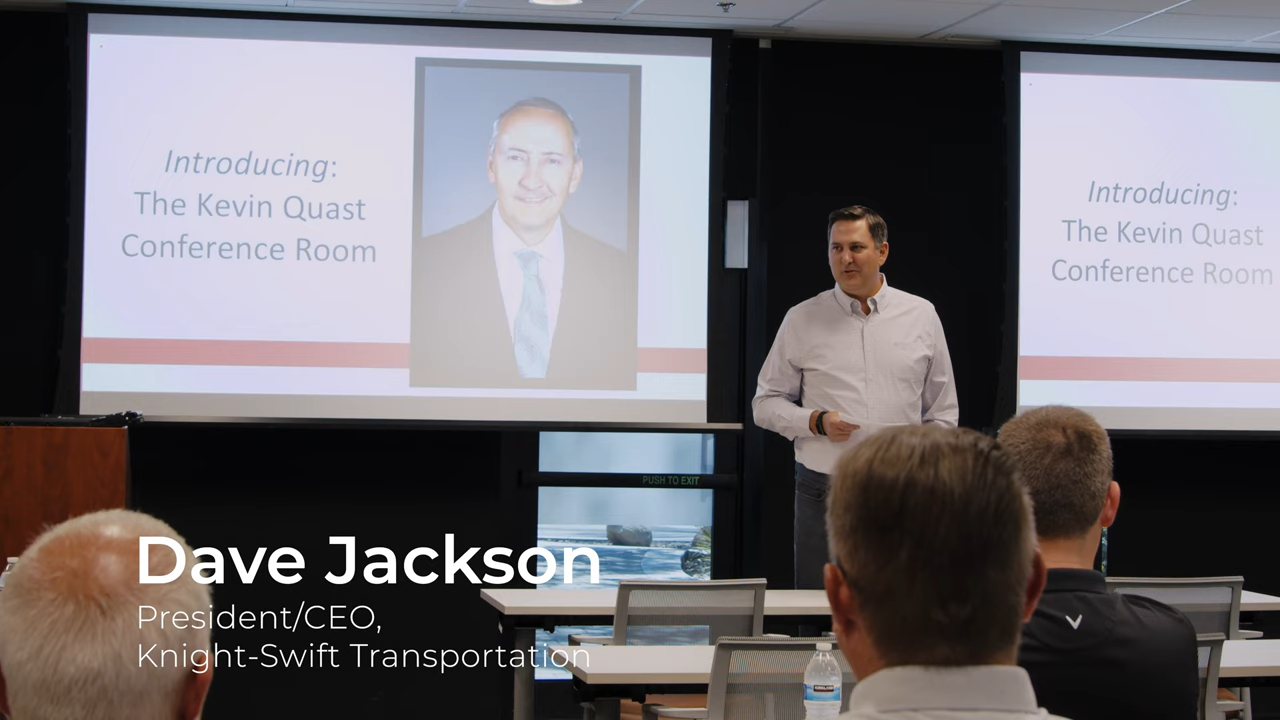 Introducing:
The Kevin Quast
Conference Room
Introducing:
The Kevin Quast
Conference Room
PUSH TO EXIT
Dave Jackson
President/CEO,
Knight-Swift Transportation
KIRKLAND